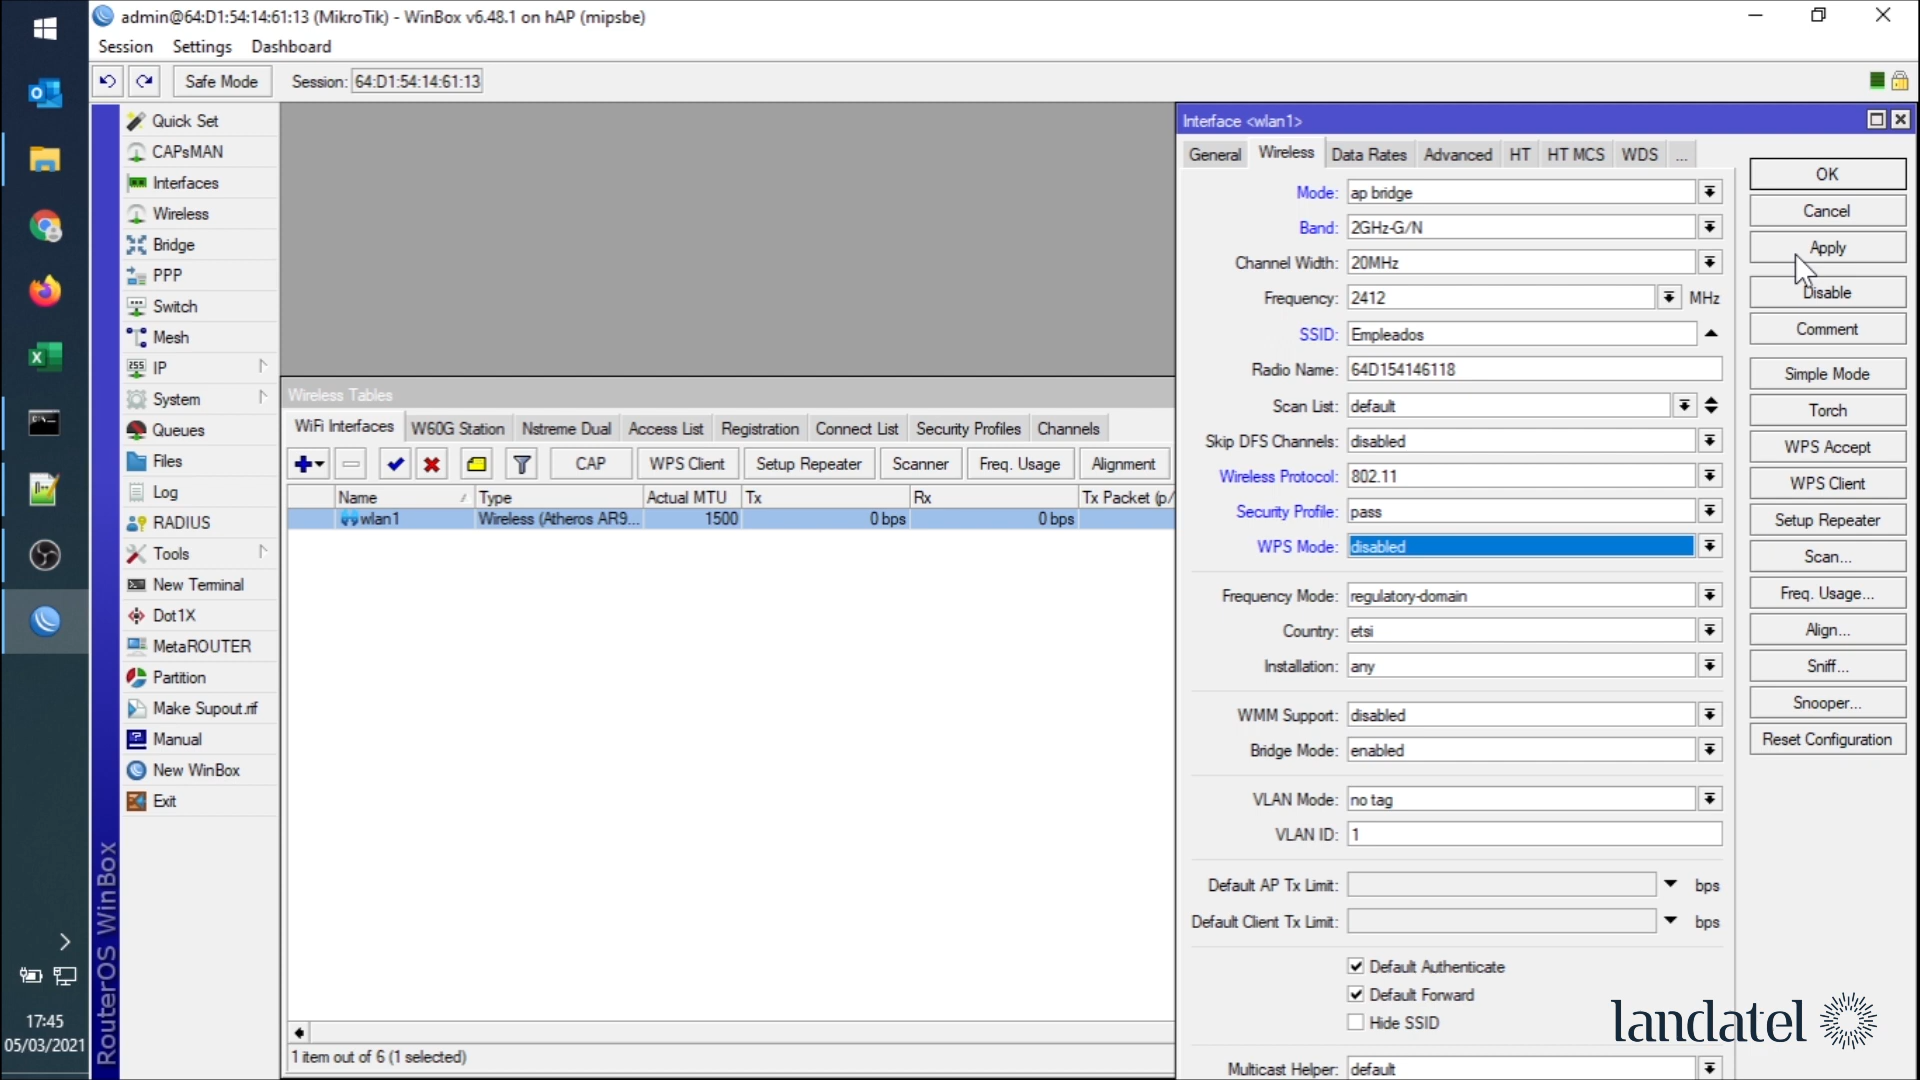 admin@64:D1:54:14:61:13 (MikroTik) - WinBox v6.48.1 on hAP (mipsbe)
Session Settings Dashboard
Safe Mode Session: 64:D1:54:14:61:13
Quick Set
CAPsMAN
Interfaces
Wireless
Bridge
PPP
Switch
Mesh
IP
System
Queues
Files
Log
RADIUS
Tools
New Terminal
Dot1X
MetaROUTER
Partition
Make Supout.rif
Manual
New WinBox
Exit
RouterOS WinBox
17:45
05/03/2021
Wireless Tables
WiFi Interfaces W60G Station Nstreme Dual Access List Registration Connect List Security Profiles Channels
CAP WPS Client Setup Repeater Scanner Freq. Usage Alignment
Name Type Actual MTU Tx Rx Tx Packet (p/
wlan1 Wireless (Atheros AR9... 1500 0 bps 0 bps
1 item out of 6 (1 selected)
Interface <wlan1>
General Wireless Data Rates Advanced HT HT MCS WDS ...
Mode: ap bridge
Band: 2GHz-G/N
Channel Width: 20MHz
Frequency: 2412 MHz
SSID: Empleados
Radio Name: 64D154146118
Scan List: default
Skip DFS Channels: disabled
Wireless Protocol: 802.11
Security Profile: pass
WPS Mode: disabled
Frequency Mode: regulatory-domain
Country: etsi
Installation: any
WMM Support: disabled
Bridge Mode: enabled
VLAN Mode: no tag
VLAN ID: 1
Default AP Tx Limit: bps
Default Client Tx Limit: bps
Default Authenticate
Default Forward
Hide SSID
Multicast Helper: default
OK
Cancel
Apply
Disable
Comment
Simple Mode
Torch
WPS Accept
WPS Client
Setup Repeater
Scan...
Freq. Usage...
Align...
Sniff...
Snooper...
Reset Configuration
landatel